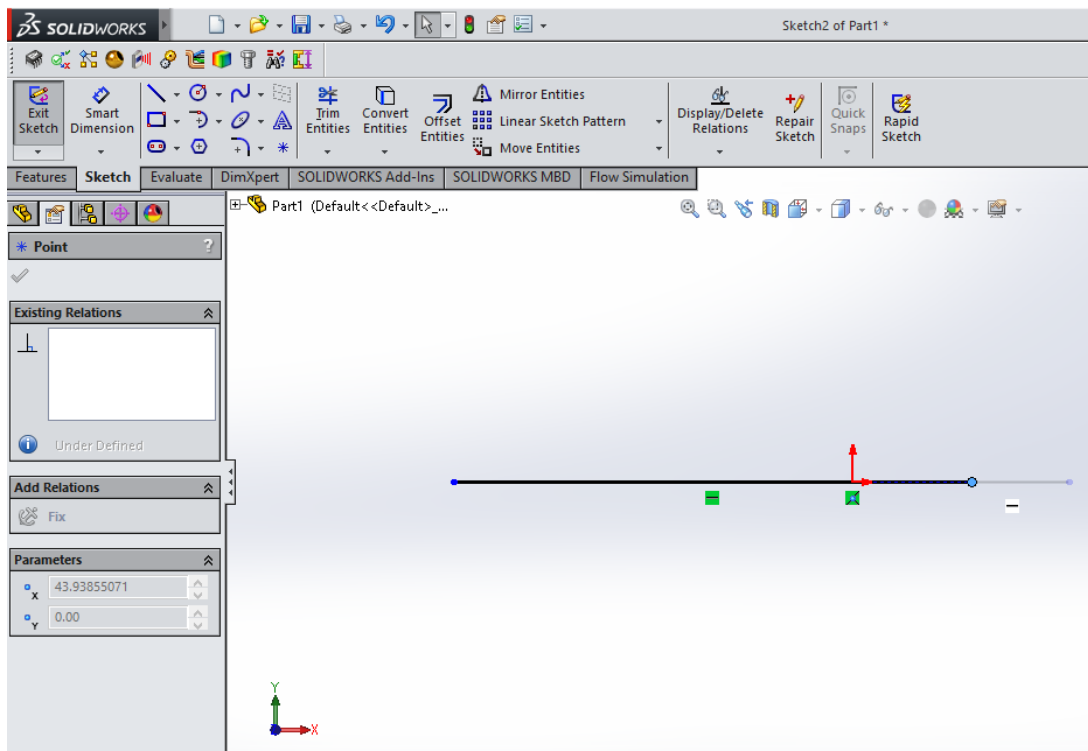 SOLIDWORKS
Sketch2 of Part1 *
Exit Sketch
Smart Dimension
Trim Entities
Convert Entities
Offset Entities
Mirror Entities
Linear Sketch Pattern
Move Entities
Display/Delete Relations
Repair Sketch
Quick Snaps
Rapid Sketch
Features Sketch Evaluate DimXpert SOLIDWORKS Add-Ins SOLIDWORKS MBD Flow Simulation
Part1 (Default<<Default>_...
Point ?
Existing Relations
Under Defined
Add Relations
Fix
Parameters
X 43.93855071
Y 0.00
Y
X